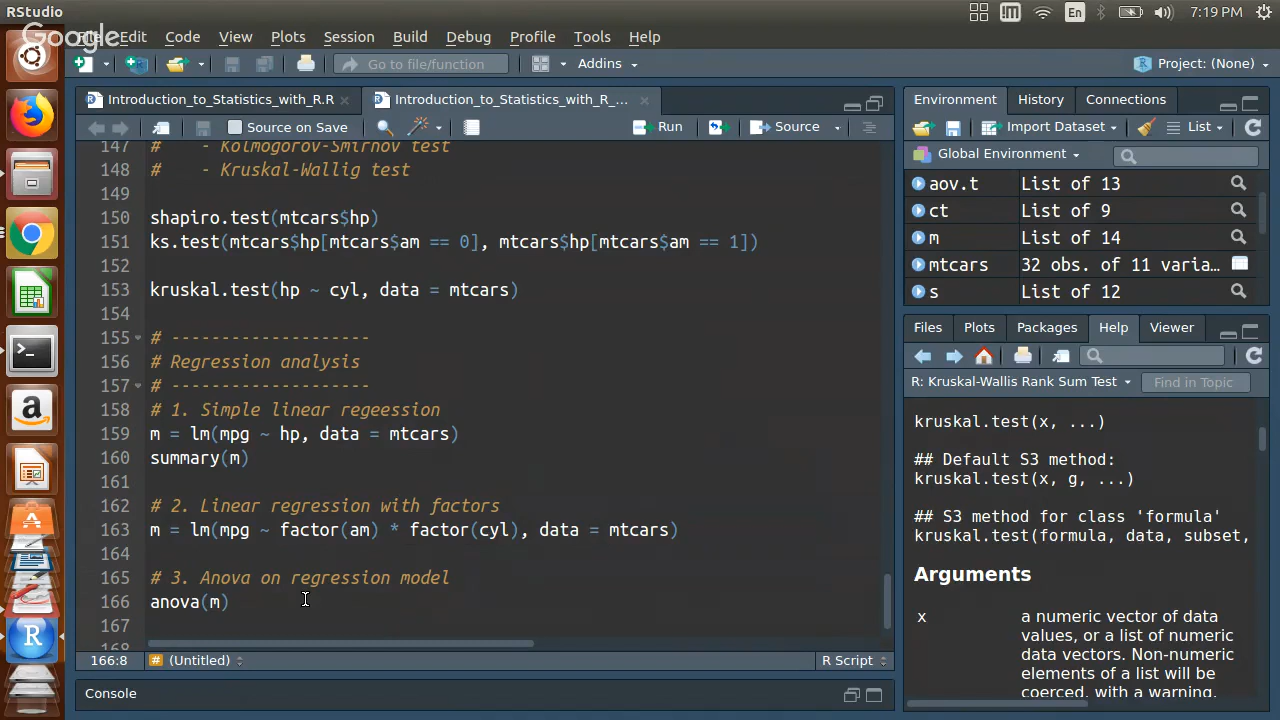 RStudio
En
7:19 PM
Google
File Edit Code View Plots Session Build Debug Profile Tools Help
Go to file/function
Addins
Project: (None)
Introduction_to_Statistics_with_R.R
Introduction_to_Statistics_with_R_...
Source on Save
Run
Source
147 #    - Kolmogorov-Smirnov test
148 #    - Kruskal-Wallig test
149
150 shapiro.test(mtcars$hp)
151 ks.test(mtcars$hp[mtcars$am == 0], mtcars$hp[mtcars$am == 1])
152
153 kruskal.test(hp ~ cyl, data = mtcars)
154
155 # --------------------
156 # Regression analysis
157 # --------------------
158 # 1. Simple linear regeession
159 m = lm(mpg ~ hp, data = mtcars)
160 summary(m)
161
162 # 2. Linear regression with factors
163 m = lm(mpg ~ factor(am) * factor(cyl), data = mtcars)
164
165 # 3. Anova on regression model
166 anova(m)
167
168
166:8
# (Untitled)
R Script
Console
Environment History Connections
Import Dataset
List
Global Environment
aov.t List of 13
ct List of 9
m List of 14
mtcars 32 obs. of 11 varia…
s List of 12
Files Plots Packages Help Viewer
R: Kruskal-Wallis Rank Sum Test
Find in Topic
kruskal.test(x, ...)
## Default S3 method:
kruskal.test(x, g, ...)
## S3 method for class 'formula'
kruskal.test(formula, data, subset,
Arguments
x a numeric vector of data
values, or a list of numeric
data vectors. Non-numeric
elements of a list will be
coerced, with a warning.